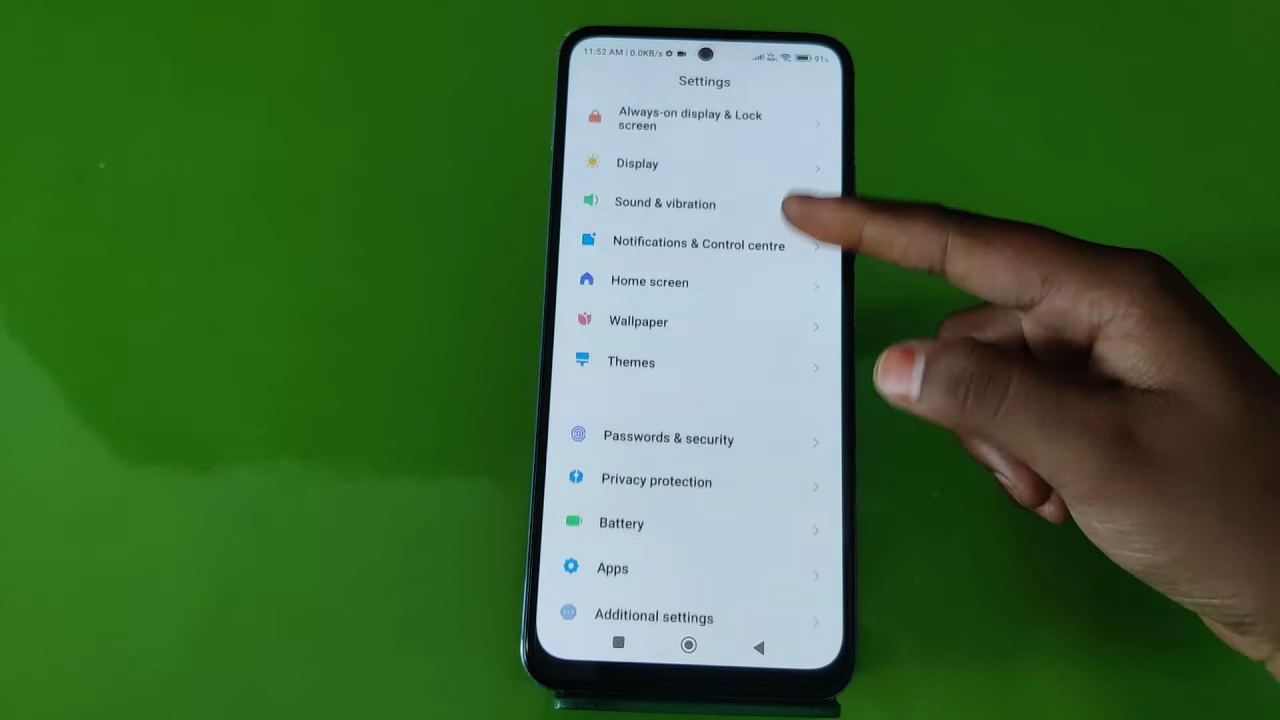 11:52 AM | 0.0KB/s
91%
Settings
Always-on display & Lock
screen
Display
Sound & vibration
Notifications & Control centre
Home screen
Wallpaper
Themes
Passwords & security
Privacy protection
Battery
Apps
Additional settings